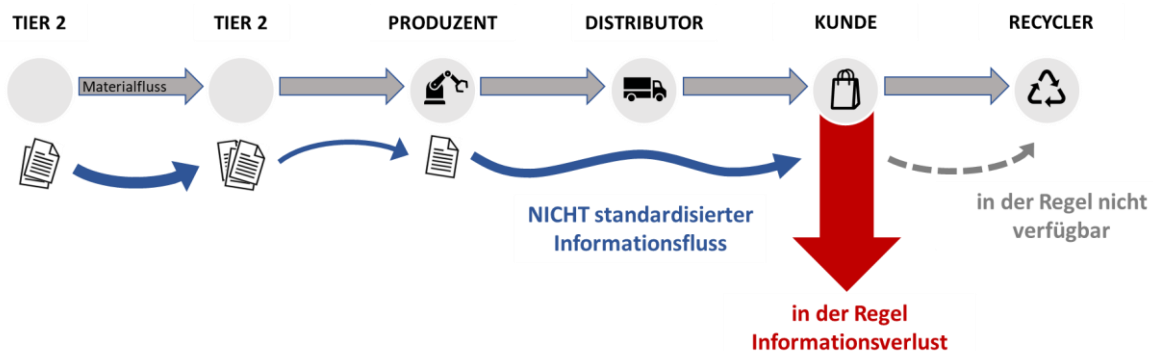 TIER 2
TIER 2
PRODUZENT
DISTRIBUTOR
KUNDE
RECYCLER
Materialfluss
NICHT standardisierter
Informationsfluss
in der Regel nicht
verfügbar
in der Regel
Informationsverlust